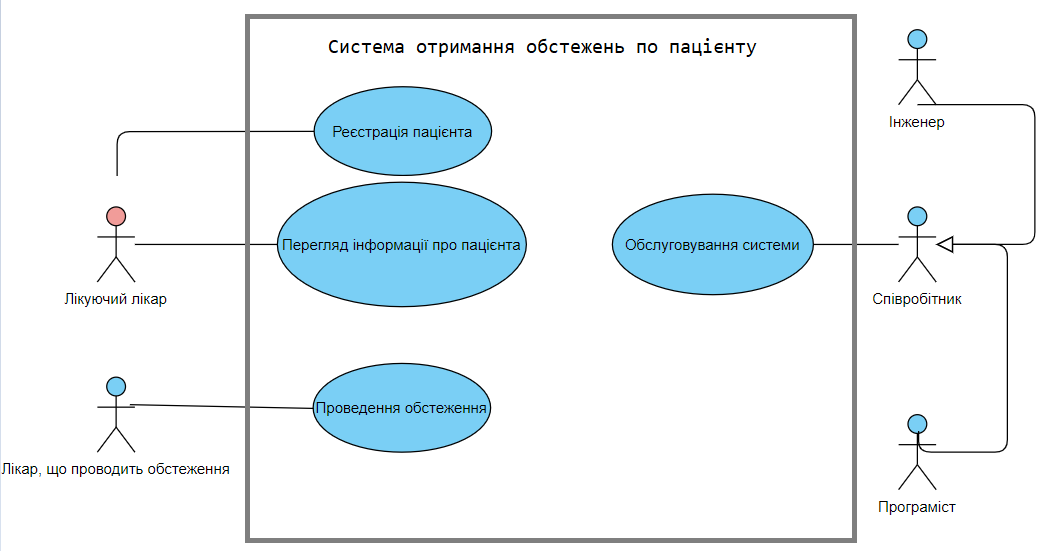 Система отримання обстежень по пацієнту
Реєстрація пацієнта
Інженер
Перегляд інформації про пацієнта
Обслуговування системи
Лікуючий лікар
Співробітник
Проведення обстеження
Лікар, що проводить обстеження
Програміст